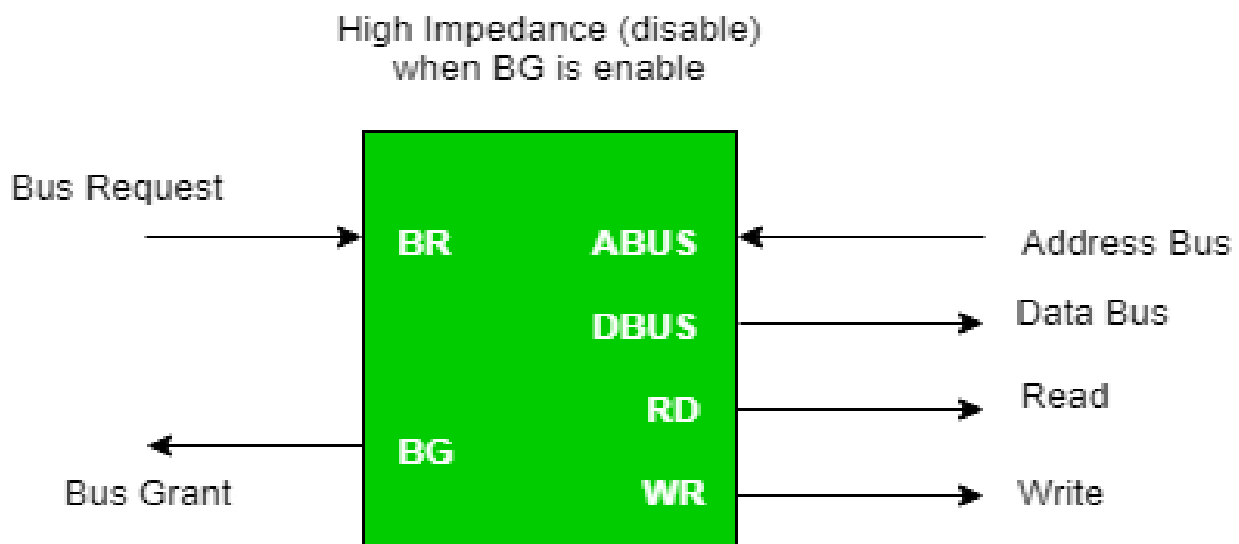 High Impedance (disable)
when BG is enable
Bus Request
BR
ABUS
Address Bus
DBUS
Data Bus
RD
Read
BG
Bus Grant
WR
Write